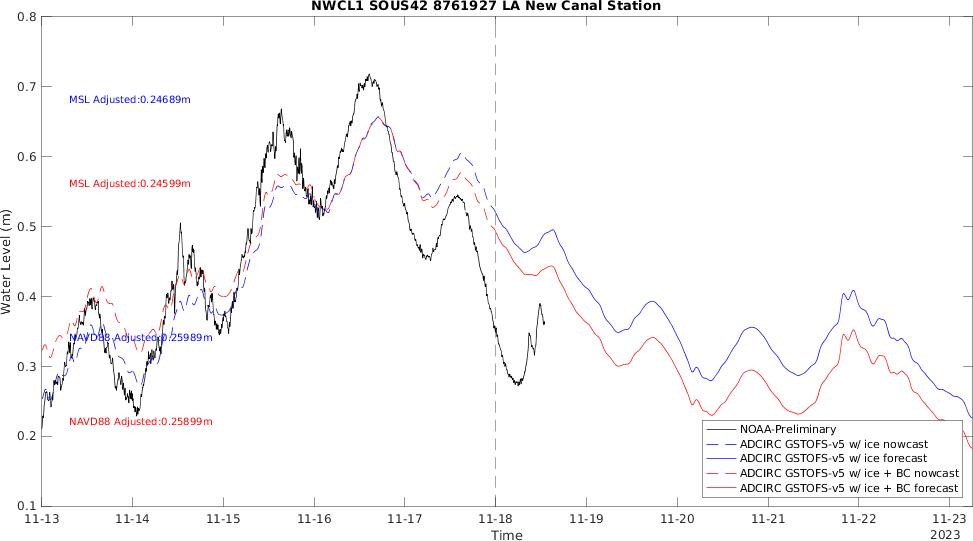 NWCL1 SOUS42 8761927 LA New Canal Station
0.8
0.7
0.6
0.5
0.4
0.3
0.2
0.1
Water Level (m)
MSL Adjusted:0.24689m
MSL Adjusted:0.24599m
NAVD88 Adjusted:0.25989m
NAVD88 Adjusted:0.25899m
NOAA-Preliminary
ADCIRC GSTOFS-v5 w/ ice nowcast
ADCIRC GSTOFS-v5 w/ ice forecast
ADCIRC GSTOFS-v5 w/ ice + BC nowcast
ADCIRC GSTOFS-v5 w/ ice + BC forecast
11-13 11-14 11-15 11-16 11-17 11-18 11-19 11-20 11-21 11-22 11-23
2023
Time